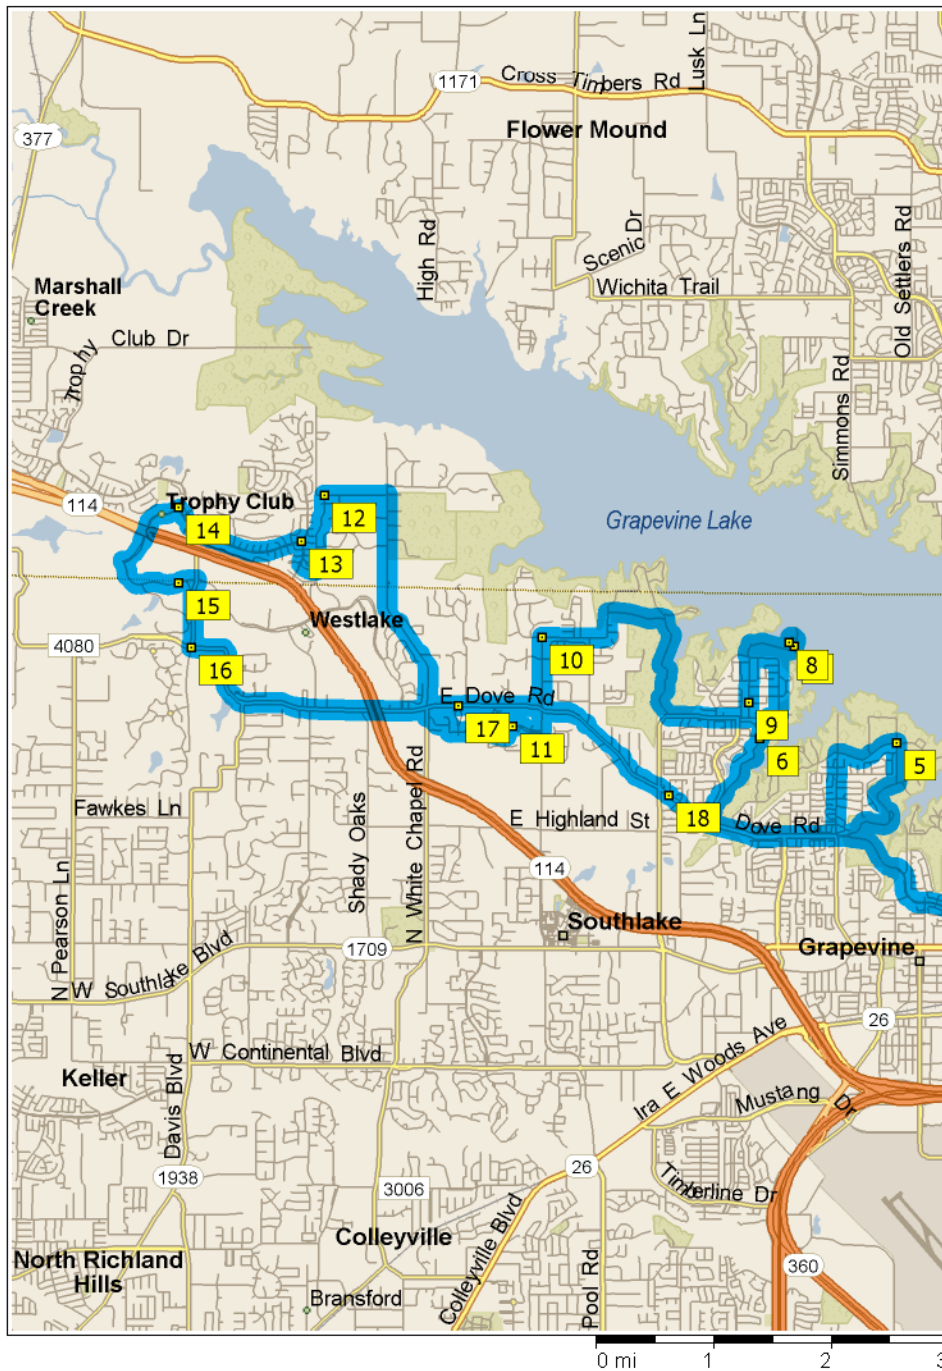 Lusk Ln
1171
Cross Timbers Rd
Flower Mound
377
Scenic Dr
High Rd
Old Settlers Rd
Marshall
Creek
Wichita Trail
Club Dr
Trophy
Simmons Rd
114
Trophy Club
12
14
Grapevine Lake
13
15
Westlake
4080
10
8
16
E Dove Rd
17
11
9
6
5
Fawkes Ln
E Highland St
18
Dove Rd
Shady Oaks
N White Chapel Rd
114
N Pearson Ln
Southlake
1709
Grapevine
W Southlake Blvd
26
W Continental Blvd
Keller
Ira E Woods Ave
Mustang Dr
Davis Blvd
26
1938
3006
Timberline Dr
Colleyville
Colleyville Blvd
North Richland
Hills
Pool Rd
360
Bransford
0 mi 1 2 3